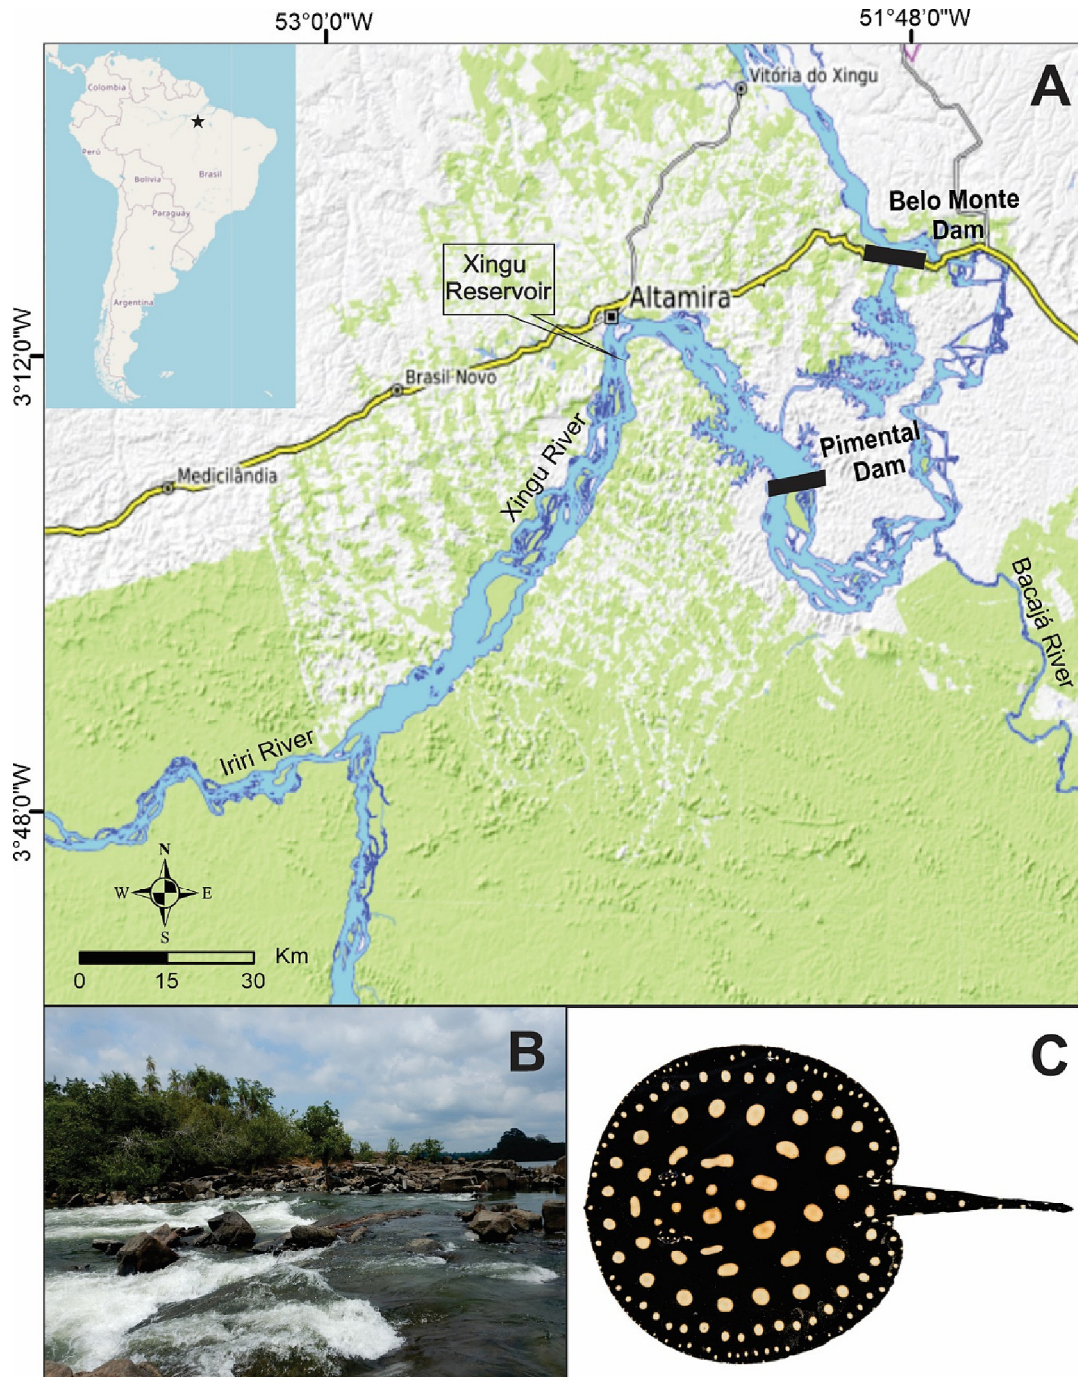 53°0'0"W
51°48'0"W
A
Colombia
Perú
Brasil
Bolivia
Paraguay
Argentina
Vitória do Xingu
Belo Monte
Dam
Xingu
Reservoir
Altamira
3°12'0"W
Brasil Novo
Pimental
Dam
Xingu River
Medicilândia
Bacajá River
Iriri River
3°48'0"W
N
W
E
S
0
15
30
Km
B
C